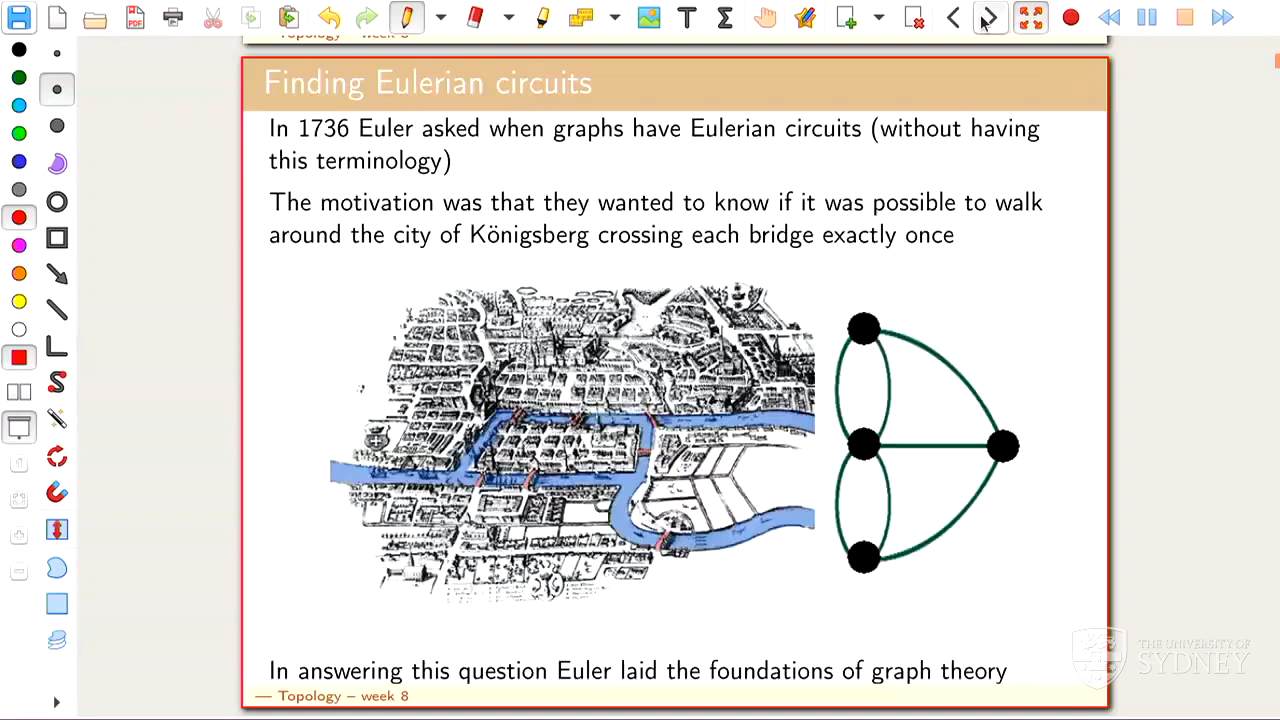 Topology – week 8
Finding Eulerian circuits
In 1736 Euler asked when graphs have Eulerian circuits (without having
this terminology)
The motivation was that they wanted to know if it was possible to walk
around the city of Königsberg crossing each bridge exactly once
In answering this question Euler laid the foundations of graph theory
— Topology – week 8
THE UNIVERSITY OF
SYDNEY